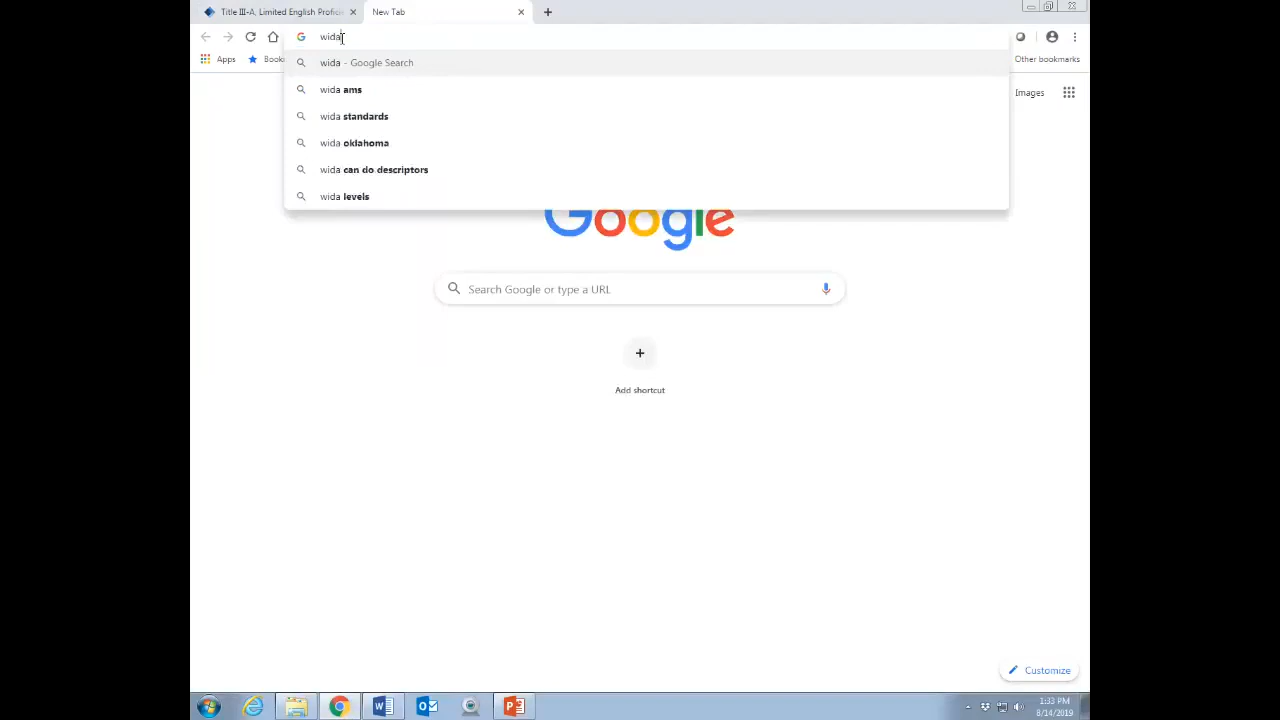 Title III-A, Limited English Proficie
New Tab
wida
Apps
Book
Other bookmarks
wida - Google Search
wida ams
wida standards
wida oklahoma
wida can do descriptors
wida levels
Images
Google
Search Google or type a URL
Add shortcut
Customize
1:33 PM
8/14/2019